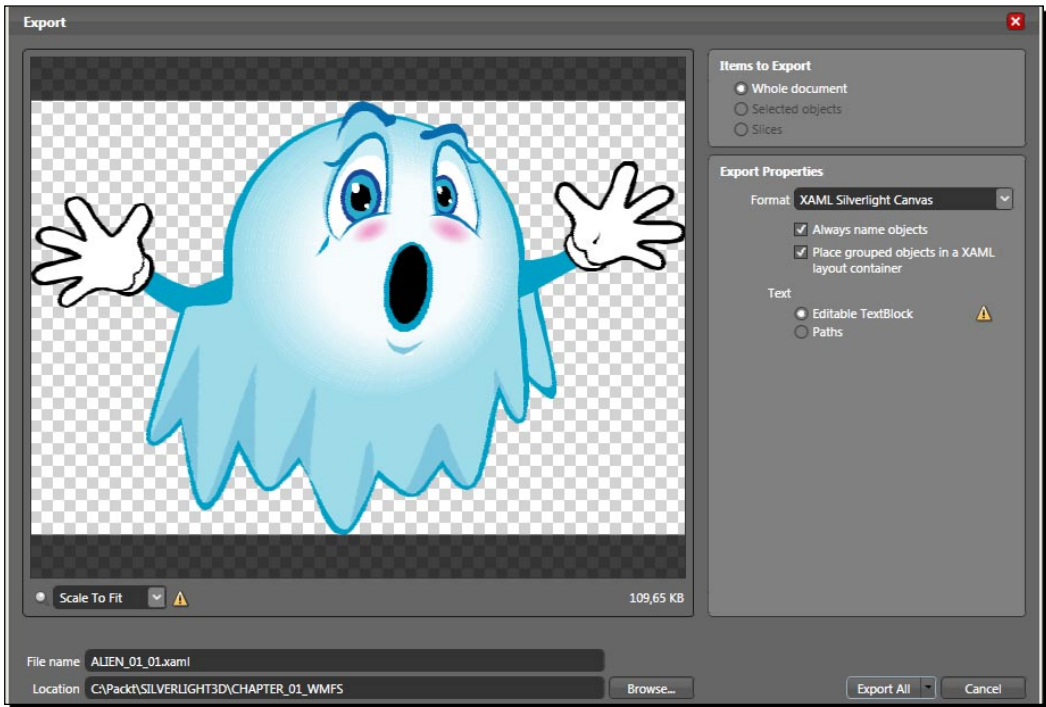 Export
Items to Export
Whole document
Selected objects
Slices
Export Properties
Format XAML Silverlight Canvas
Always name objects
Place grouped objects in a XAML
layout container
Text
Editable TextBlock
Paths
Scale To Fit
109,65 KB
File name ALIEN_01_01.xaml
Location C:\Packt\SILVERLIGHT3D\CHAPTER_01_WMFS
Browse...
Export All
Cancel